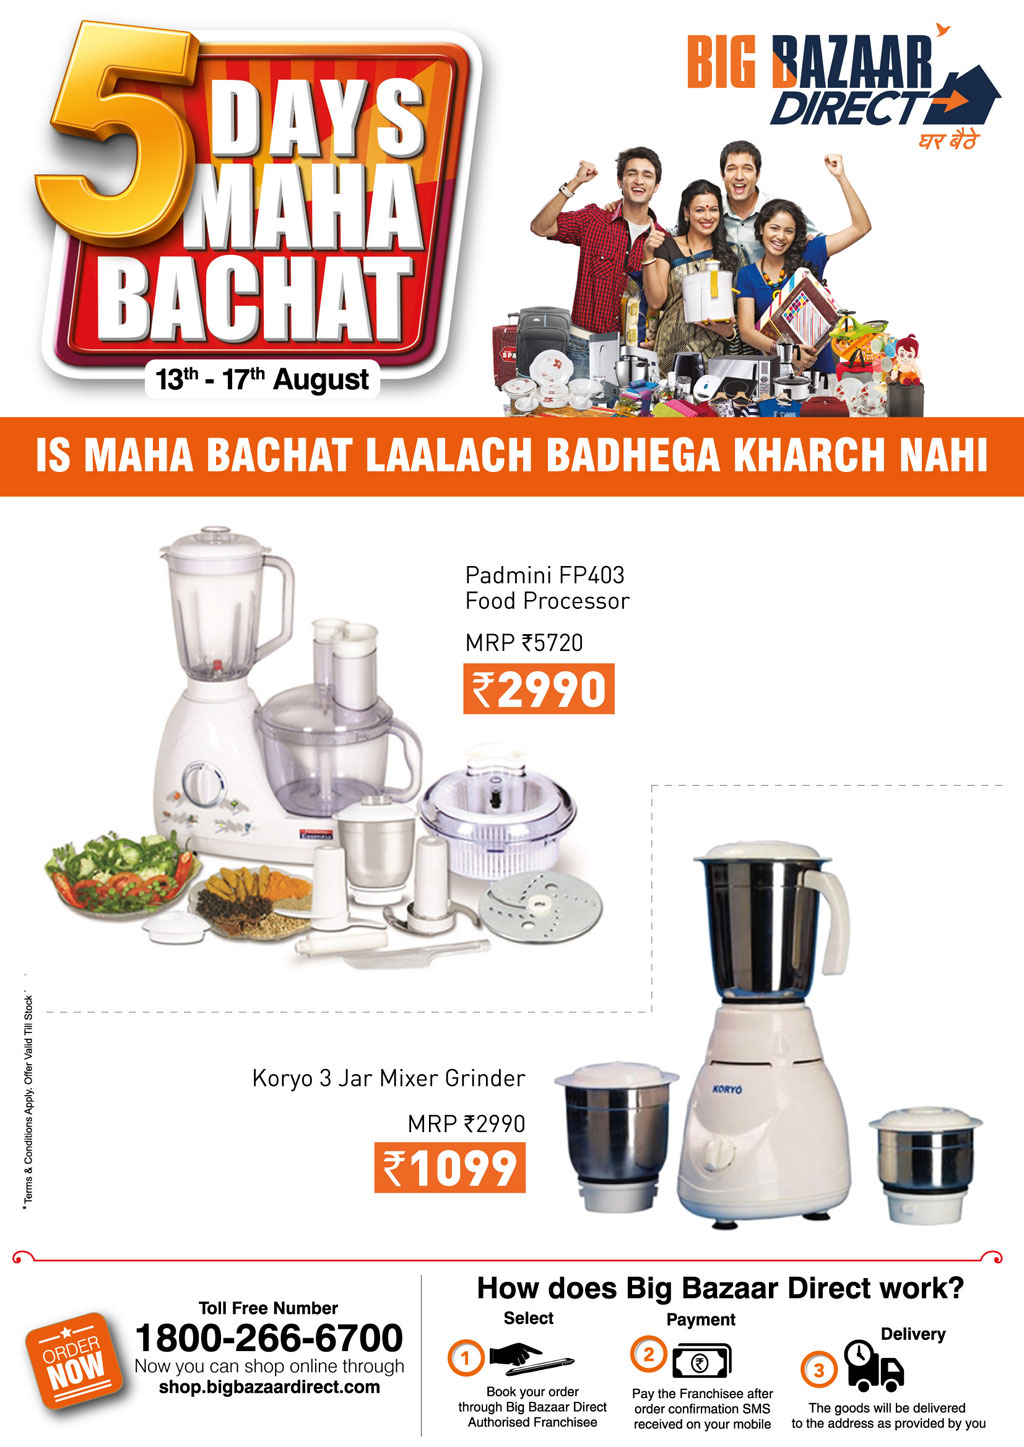 5 DAYS
MAHA
BACHAT
13th - 17th August
BIG BAZAAR
DIRECT
घर बैठे
IS MAHA BACHAT LAALACH BADHEGA KHARCH NAHI
Padmini FP403
Food Processor
MRP ₹5720
₹2990
Koryo 3 Jar Mixer Grinder
MRP ₹2990
₹1099
KORYO
*Terms & Conditions Apply. Offer Valid Till Stock
ORDER
NOW
Toll Free Number
1800-266-6700
Now you can shop online through
shop.bigbazaardirect.com
How does Big Bazaar Direct work?
Select
1
Book your order
through Big Bazaar Direct
Authorised Franchisee
Payment
2
₹
Pay the Franchisee after
order confirmation SMS
received on your mobile
Delivery
3
The goods will be delivered
to the address as provided by you